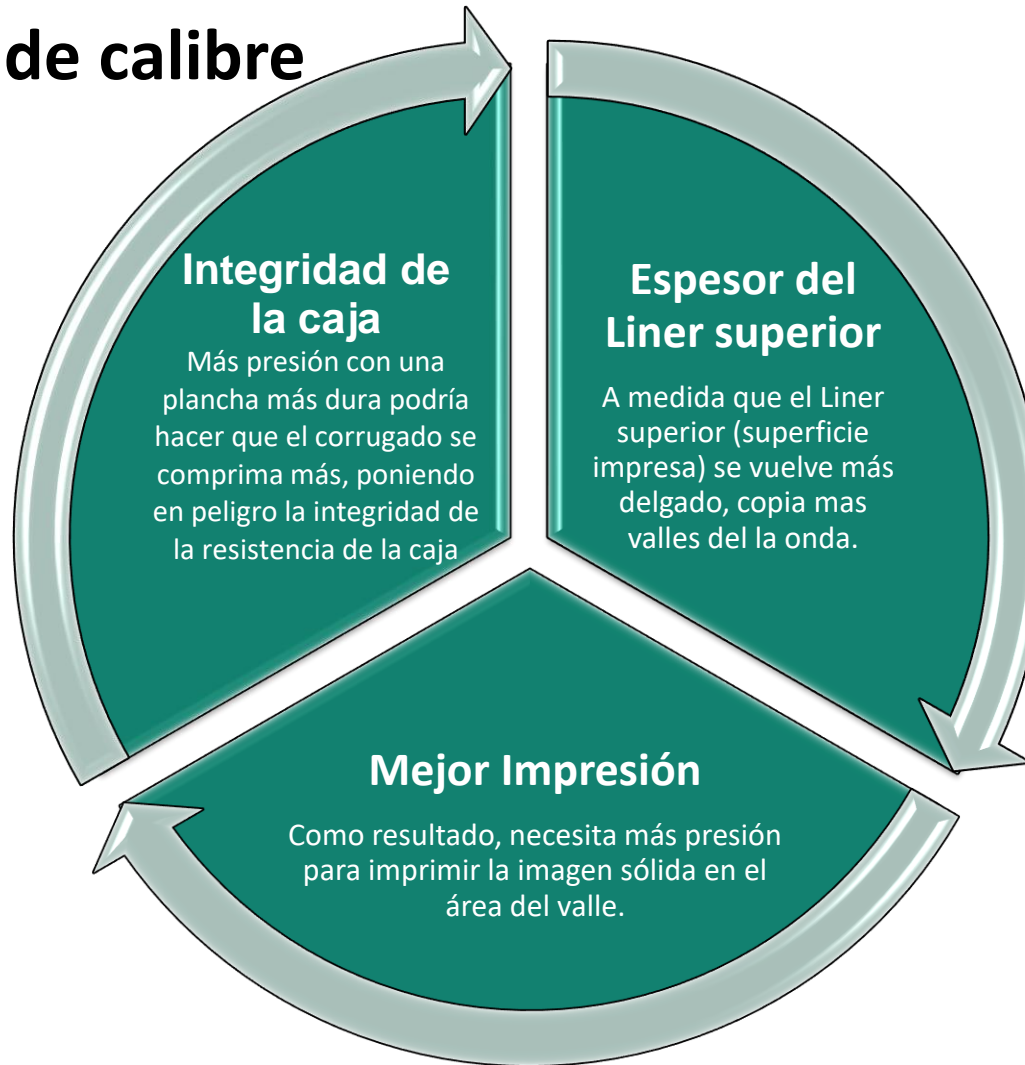 de calibre
Integridad de
la caja
Más presión con una
plancha más dura podría
hacer que el corrugado se
comprima más, poniendo
en peligro la integridad de
la resistencia de la caja
Espesor del
Liner superior
A medida que el Liner
superior (superficie
impresa) se vuelve más
delgado, copia mas
valles del la onda.
Mejor Impresión
Como resultado, necesita más presión
para imprimir la imagen sólida en el
área del valle.